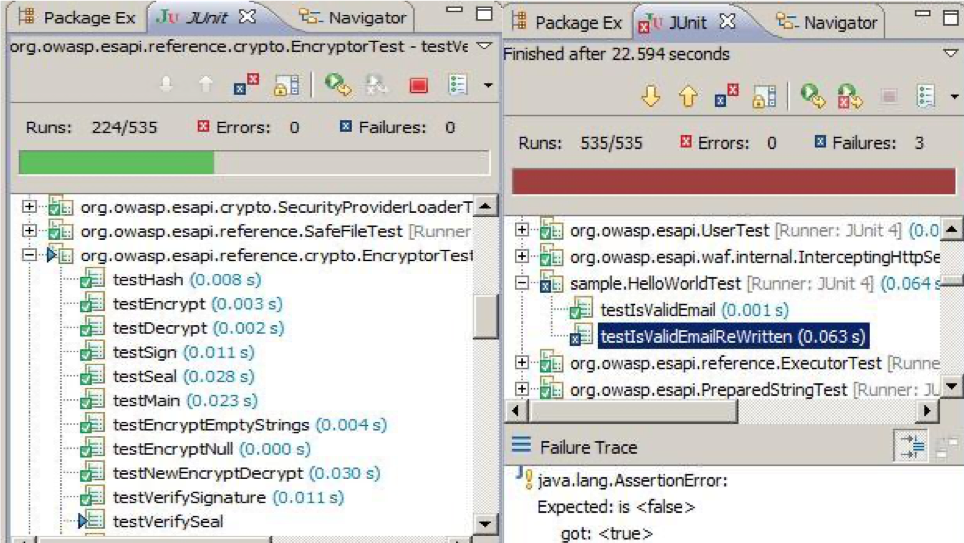 Package Ex
JUnit
Navigator
org.owasp.esapi.reference.crypto.EncryptorTest - testVe
Runs: 224/535 Errors: 0 Failures: 0
org.owasp.esapi.crypto.SecurityProviderLoaderT
org.owasp.esapi.reference.SafeFileTest [Runner
org.owasp.esapi.reference.crypto.EncryptorTest
testHash (0.008 s)
testEncrypt (0.003 s)
testDecrypt (0.002 s)
testSign (0.011 s)
testSeal (0.028 s)
testMain (0.023 s)
testEncryptEmptyStrings (0.004 s)
testEncryptNull (0.000 s)
testNewEncryptDecrypt (0.030 s)
testVerifySignature (0.011 s)
testVerifySeal
Package Ex
JUnit
Navigator
Finished after 22.594 seconds
Runs: 535/535 Errors: 0 Failures: 3
org.owasp.esapi.UserTest [Runner: JUnit 4] (0.0
org.owasp.esapi.waf.internal.InterceptingHttpSe
sample.HelloWorldTest [Runner: JUnit 4] (0.064 s
testIsValidEmail (0.001 s)
testIsValidEmailReWritten (0.063 s)
org.owasp.esapi.reference.ExecutorTest [Runne
org.owasp.esapi.PreparedStringTest [Runner: JU
Failure Trace
java.lang.AssertionError:
Expected: is <false>
got: <true>